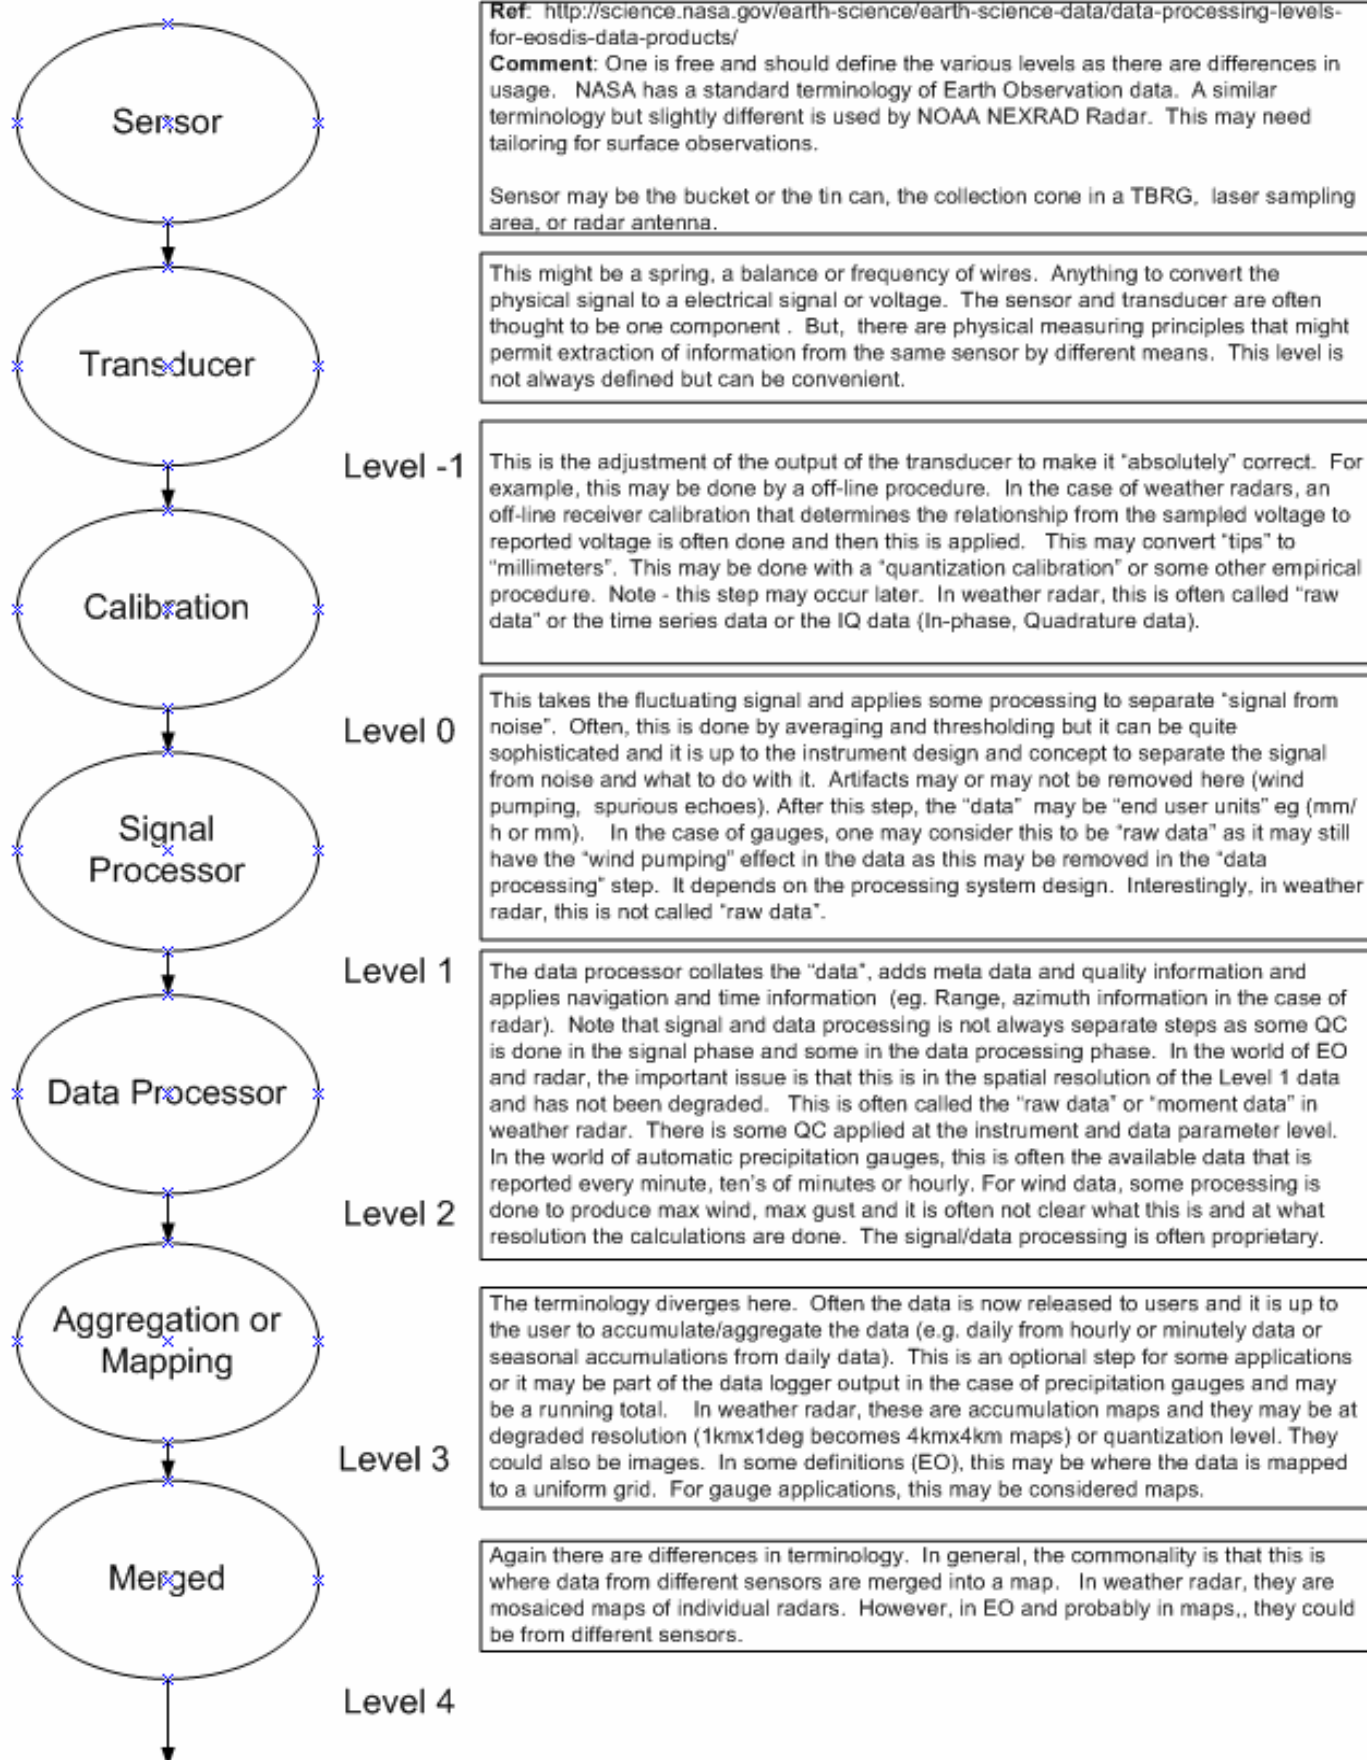 Sensor
Ref: http://science.nasa.gov/earth-science/earth-science-data/data-processing-levels-
for-eosdis-data-products/
Comment: One is free and should define the various levels as there are differences in
usage. NASA has a standard terminology of Earth Observation data. A similar
terminology but slightly different is used by NOAA NEXRAD Radar. This may need
tailoring for surface observations.
Sensor may be the bucket or the tin can, the collection cone in a TBRG, laser sampling
area, or radar antenna.
Transducer
This might be a spring, a balance or frequency of wires. Anything to convert the
physical signal to a electrical signal or voltage. The sensor and transducer are often
thought to be one component . But, there are physical measuring principles that might
permit extraction of information from the same sensor by different means. This level is
not always defined but can be convenient.
Level -1
Calibration
This is the adjustment of the output of the transducer to make it "absolutely" correct. For
example, this may be done by a off-line procedure. In the case of weather radars, an
off-line receiver calibration that determines the relationship from the sampled voltage to
reported voltage is often done and then this is applied. This may convert "tips" to
"millimeters". This may be done with a "quantization calibration" or some other empirical
procedure. Note - this step may occur later. In weather radar, this is often called "raw
data" or the time series data or the IQ data (In-phase, Quadrature data).
Level 0
Signal
Processor
This takes the fluctuating signal and applies some processing to separate "signal from
noise". Often, this is done by averaging and thresholding but it can be quite
sophisticated and it is up to the instrument design and concept to separate the signal
from noise and what to do with it. Artifacts may or may not be removed here (wind
pumping, spurious echoes). After this step, the "data" may be "end user units" eg (mm/
h or mm). In the case of gauges, one may consider this to be "raw data" as it may still
have the "wind pumping" effect in the data as this may be removed in the "data
processing" step. It depends on the processing system design. Interestingly, in weather
radar, this is not called "raw data".
Level 1
Data Processor
The data processor collates the "data", adds meta data and quality information and
applies navigation and time information (eg. Range, azimuth information in the case of
radar). Note that signal and data processing is not always separate steps as some QC
is done in the signal phase and some in the data processing phase. In the world of EO
and radar, the important issue is that this is in the spatial resolution of the Level 1 data
and has not been degraded. This is often called the "raw data" or "moment data" in
weather radar. There is some QC applied at the instrument and data parameter level.
In the world of automatic precipitation gauges, this is often the available data that is
reported every minute, ten's of minutes or hourly. For wind data, some processing is
done to produce max wind, max gust and it is often not clear what this is and at what
resolution the calculations are done. The signal/data processing is often proprietary.
Level 2
Aggregation or
Mapping
The terminology diverges here. Often the data is now released to users and it is up to
the user to accumulate/aggregate the data (e.g. daily from hourly or minutely data or
seasonal accumulations from daily data). This is an optional step for some applications
or it may be part of the data logger output in the case of precipitation gauges and may
be a running total. In weather radar, these are accumulation maps and they may be at
degraded resolution (1kmx1deg becomes 4kmx4km maps) or quantization level. They
could also be images. In some definitions (EO), this may be where the data is mapped
to a uniform grid. For gauge applications, this may be considered maps.
Level 3
Merged
Again there are differences in terminology. In general, the commonality is that this is
where data from different sensors are merged into a map. In weather radar, they are
mosaiced maps of individual radars. However, in EO and probably in maps,, they could
be from different sensors.
Level 4